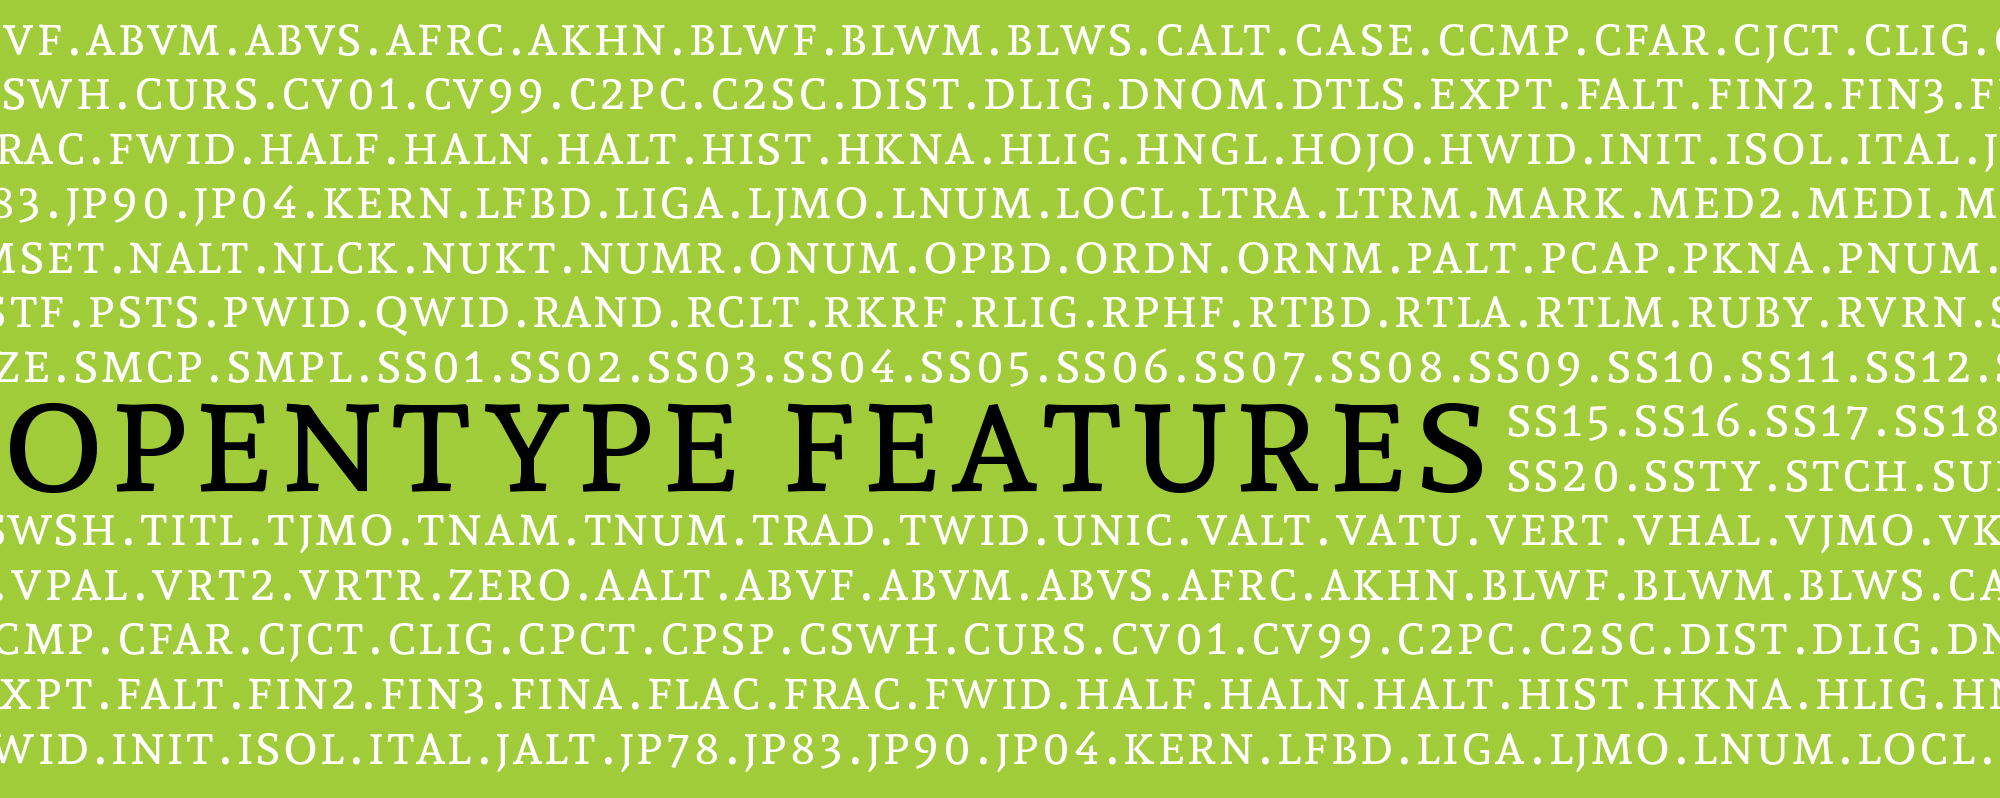 VF.ABVM.ABVS.AFRC.AKHN.BLWF.BLWM.BLWS.CALT.CASE.CCMP.CFAR.CJCT.CLIG.
SWH.CURS.CV01.CV99.C2PC.C2SC.DIST.DLIG.DNOM.DTLS.EXPT.FALT.FIN2.FIN3.F
RAC.FWID.HALF.HALN.HALT.HIST.HKNA.HLIG.HNGL.HOJO.HWID.INIT.ISOL.ITAL.J
83.JP90.JP04.KERN.LFBD.LIGA.LJMO.LNUM.LOCL.LTRA.LTRM.MARK.MED2.MEDI.M
MSET.NALT.NLCK.NUKT.NUMR.ONUM.OPBD.ORDN.ORNM.PALT.PCAP.PKNA.PNUM.
STF.PSTS.PWID.QWID.RAND.RCLT.RKRF.RLIG.RPHF.RTBD.RTLA.RTLM.RUBY.RVRN.S
ZE.SMCP.SMPL.SS01.SS02.SS03.SS04.SS05.SS06.SS07.SS08.SS09.SS10.SS11.SS12.S
OPENTYPE FEATURES
SS15.SS16.SS17.SS18
SS20.SSTY.STCH.SU
SWSH.TITL.TJMO.TNAM.TNUM.TRAD.TWID.UNIC.VALT.VATU.VERT.VHAL.VJMO.VK
.VPAL.VRT2.VRTR.ZERO.AALT.ABVF.ABVM.ABVS.AFRC.AKHN.BLWF.BLWM.BLWS.CA
CMP.CFAR.CJCT.CLIG.CPCT.CPSP.CSWH.CURS.CV01.CV99.C2PC.C2SC.DIST.DLIG.DN
XPT.FALT.FIN2.FIN3.FINA.FLAC.FRAC.FWID.HALF.HALN.HALT.HIST.HKNA.HLIG.HN
WID.INIT.ISOL.ITAL.JALT.JP78.JP83.JP90.JP04.KERN.LFBD.LIGA.LJMO.LNUM.LOCL.